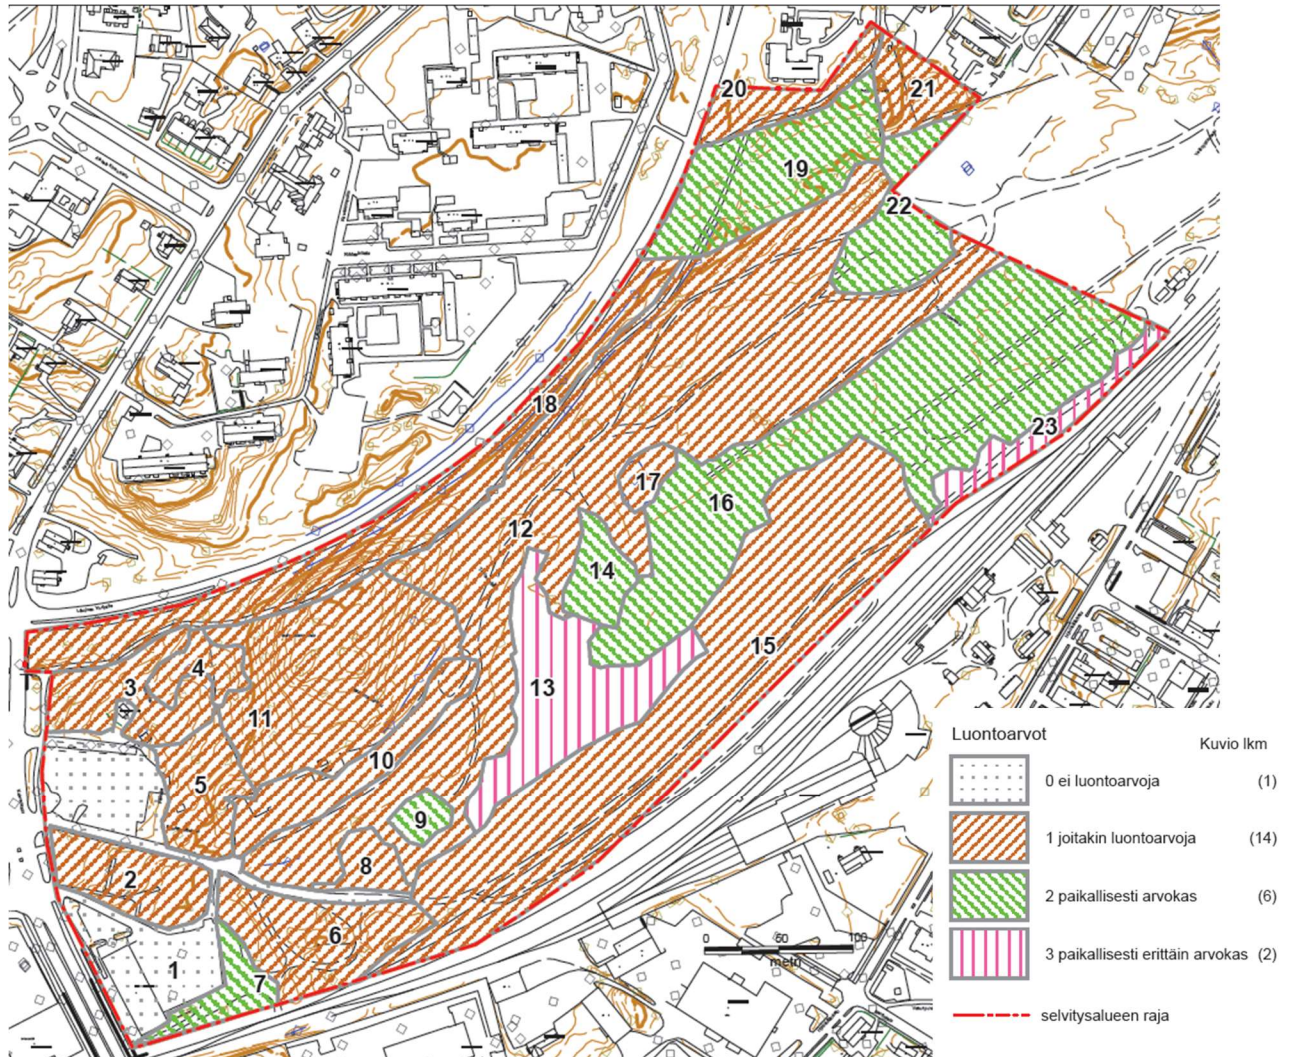 20
21
19
22
18
23
17
16
12
14
15
13
4
3
11
10
5
9
8
2
6
1
7
0 50 100
metri
Luontoarvot
Kuvio lkm
0 ei luontoarvoja (1)
1 joitakin luontoarvoja (14)
2 paikallisesti arvokas (6)
3 paikallisesti erittäin arvokas (2)
selvitysalueen raja